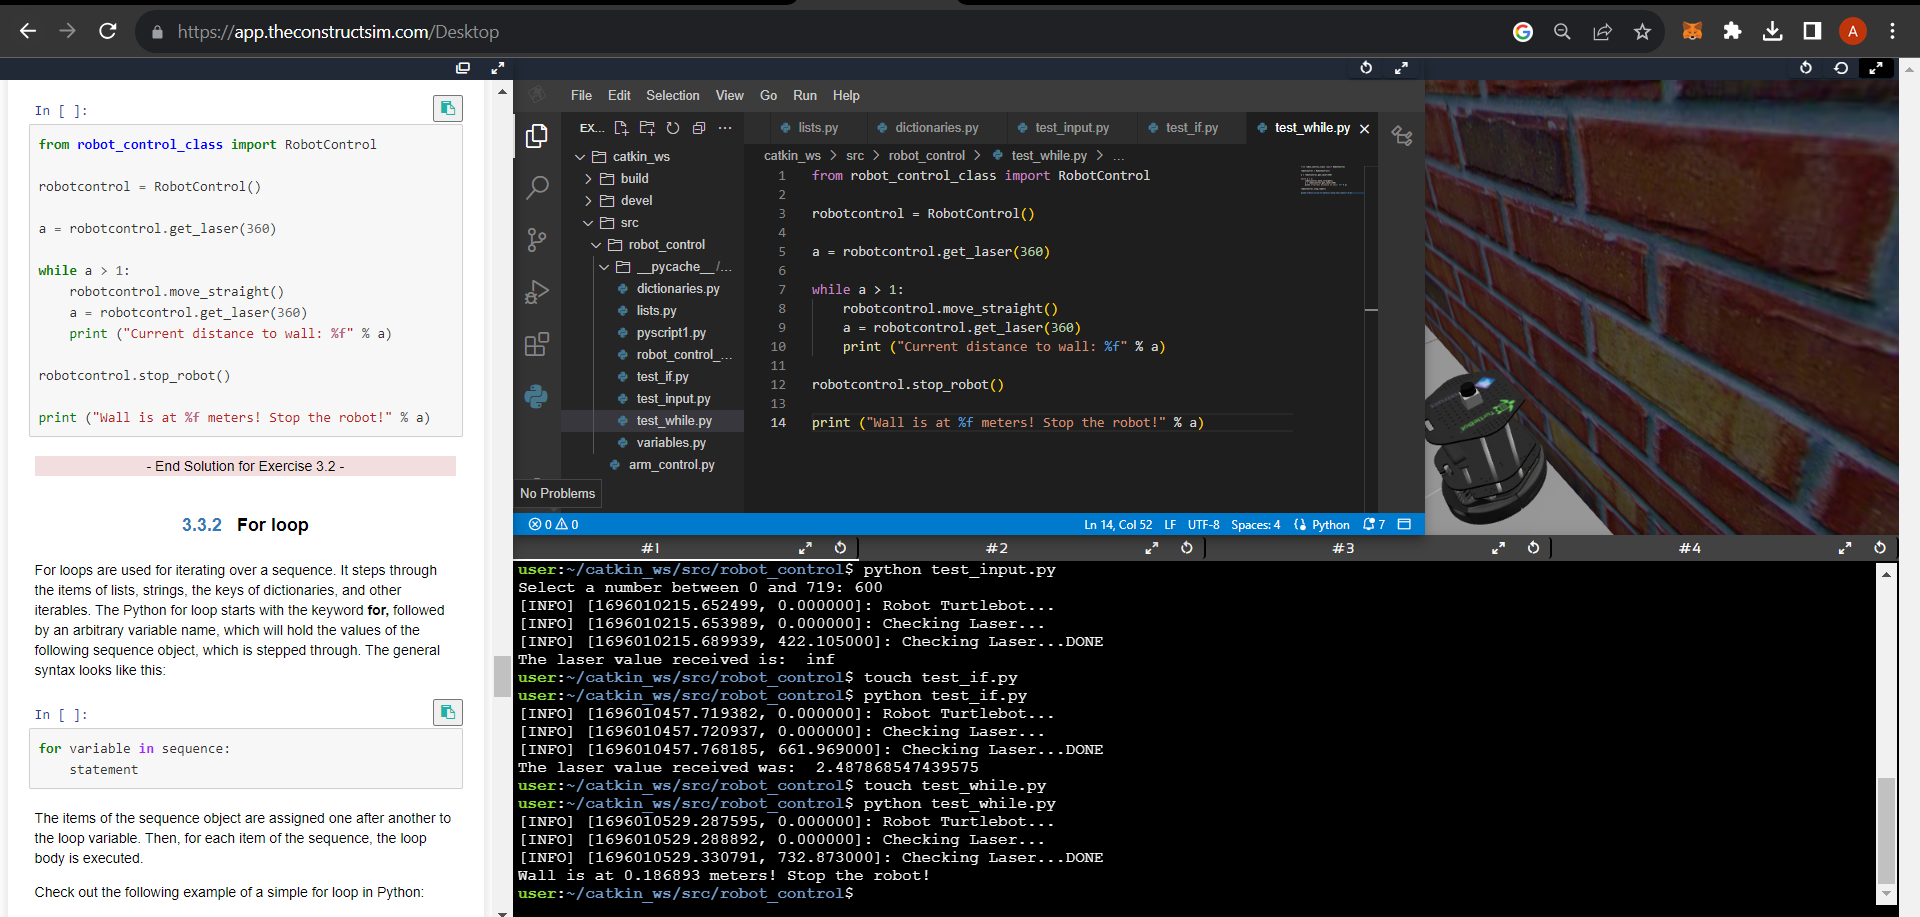 https://app.theconstructsim.com/Desktop
A
In [ ]:
from robot_control_class import RobotControl
robotcontrol = RobotControl()
a = robotcontrol.get_laser(360)
while a > 1:
    robotcontrol.move_straight()
    a = robotcontrol.get_laser(360)
    print ("Current distance to wall: %f" % a)
robotcontrol.stop_robot()
print ("Wall is at %f meters! Stop the robot!" % a)
- End Solution for Exercise 3.2 -
3.3.2 For loop
For loops are used for iterating over a sequence. It steps through
the items of lists, strings, the keys of dictionaries, and other
iterables. The Python for loop starts with the keyword for, followed
by an arbitrary variable name, which will hold the values of the
following sequence object, which is stepped through. The general
syntax looks like this:
In [ ]:
for variable in sequence:
    statement
The items of the sequence object are assigned one after another to
the loop variable. Then, for each item of the sequence, the loop
body is executed.
Check out the following example of a simple for loop in Python:
File Edit Selection View Go Run Help
EX...
catkin_ws
build
devel
src
robot_control
__pycache__/...
dictionaries.py
lists.py
pyscript1.py
robot_control_...
test_if.py
test_input.py
test_while.py
variables.py
arm_control.py
No Problems
lists.py dictionaries.py test_input.py test_if.py test_while.py
catkin_ws > src > robot_control > test_while.py > ...
1 from robot_control_class import RobotControl
2
3 robotcontrol = RobotControl()
4
5 a = robotcontrol.get_laser(360)
6
7 while a > 1:
8     robotcontrol.move_straight()
9     a = robotcontrol.get_laser(360)
10     print ("Current distance to wall: %f" % a)
11
12 robotcontrol.stop_robot()
13
14 print ("Wall is at %f meters! Stop the robot!" % a)
0 0 Ln 14, Col 52 LF UTF-8 Spaces: 4 Python 7
#1 #2 #3 #4
user:~/catkin_ws/src/robot_control$ python test_input.py
Select a number between 0 and 719: 600
[INFO] [1696010215.652499, 0.000000]: Robot Turtlebot...
[INFO] [1696010215.653989, 0.000000]: Checking Laser...
[INFO] [1696010215.689939, 422.105000]: Checking Laser...DONE
The laser value received is:  inf
user:~/catkin_ws/src/robot_control$ touch test_if.py
user:~/catkin_ws/src/robot_control$ python test_if.py
[INFO] [1696010457.719382, 0.000000]: Robot Turtlebot...
[INFO] [1696010457.720937, 0.000000]: Checking Laser...
[INFO] [1696010457.768185, 661.969000]: Checking Laser...DONE
The laser value received was:  2.487868547439575
user:~/catkin_ws/src/robot_control$ touch test_while.py
user:~/catkin_ws/src/robot_control$ python test_while.py
[INFO] [1696010529.287595, 0.000000]: Robot Turtlebot...
[INFO] [1696010529.288892, 0.000000]: Checking Laser...
[INFO] [1696010529.330791, 732.873000]: Checking Laser...DONE
Wall is at 0.186893 meters! Stop the robot!
user:~/catkin_ws/src/robot_control$